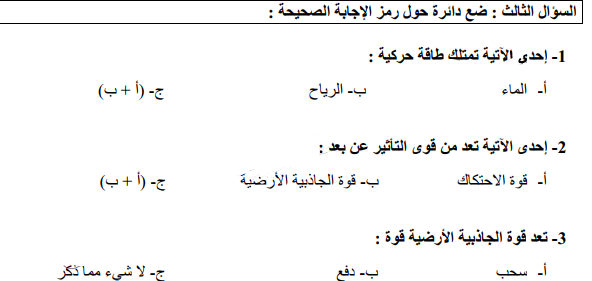 السؤال الثالث : ضع دائرة حول رمز الإجابة الصحيحة :
1- إحدى الآتية تمتلك طاقة حركية :
أ- الماء ب- الرياح ج- (أ + ب)
2- إحدى الآتية تعد من قوى التأثير عن بعد :
أ- قوة الاحتكاك ب- قوة الجاذبية الأرضية ج- (أ + ب)
3- تعد قوة الجاذبية الأرضية قوة :
أ- سحب ب- دفع ج- لا شيء مما ذكر